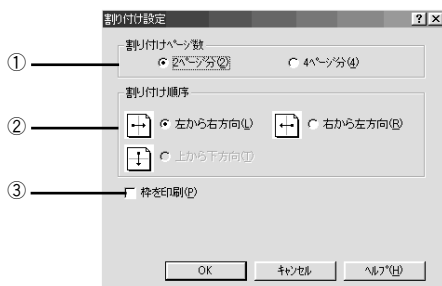 割り付け設定
① 割り付けページ数
2ページ分(2) 4ページ分(4)
割り付け順序
② 左から右方向(L) 右から左方向(R)
上から下方向(T)
③ 枠を印刷(P)
OK キャンセル ヘルプ(H)